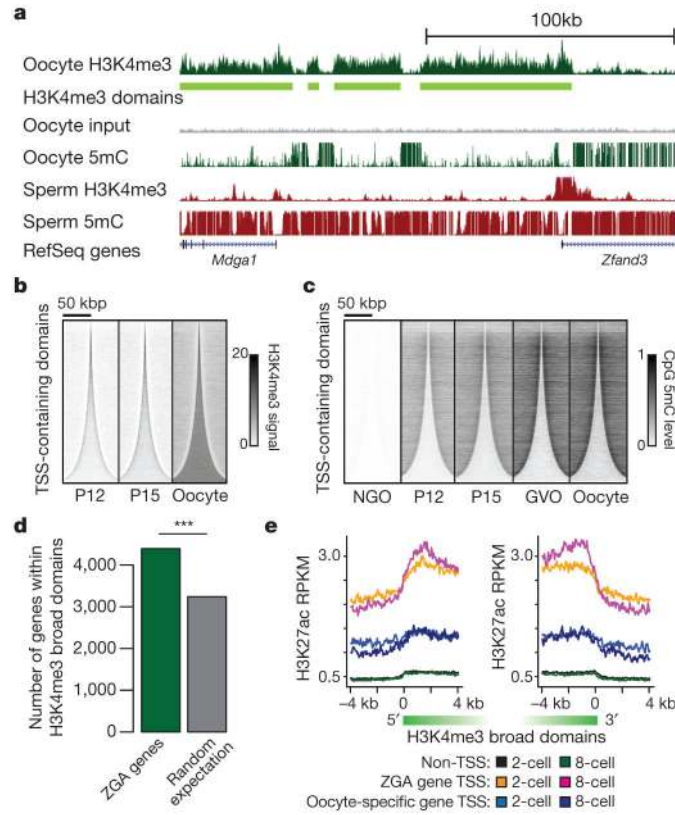 a
100kb
Oocyte H3K4me3
H3K4me3 domains
Oocyte input
Oocyte 5mC
Sperm H3K4me3
Sperm 5mC
RefSeq genes
Mdga1
Zfand3
b
50 kbp
TSS-containing domains
20
0
H3K4me3 signal
P12
P15
Oocyte
c
50 kbp
TSS-containing domains
1
0
CpG 5mC level
NGO
P12
P15
GVO
Oocyte
d
***
Number of genes within
H3K4me3 broad domains
4,000
3,000
2,000
1,000
0
ZGA genes
Random
expectation
e
H3K27ac RPKM
3.0
0.5
−4 kb
0
4 kb
H3K27ac RPKM
3.0
0.5
−4 kb
0
4 kb
5′
3′
H3K4me3 broad domains
Non-TSS: 2-cell 8-cell
ZGA gene TSS: 2-cell 8-cell
Oocyte-specific gene TSS: 2-cell 8-cell